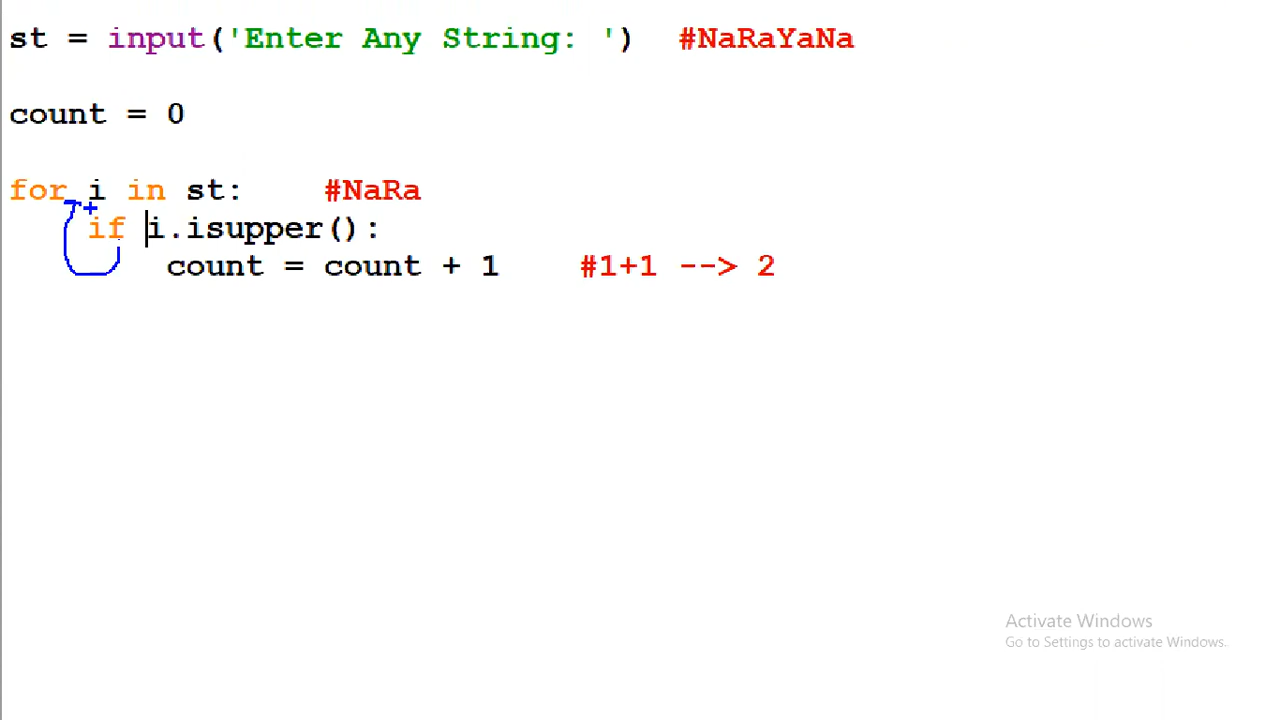 st = input('Enter Any String: ')  #NaRaYaNa
count = 0
for i in st:    #NaRa
if i.isupper():
count = count + 1    #1+1 --> 2
Activate Windows
Go to Settings to activate Windows.